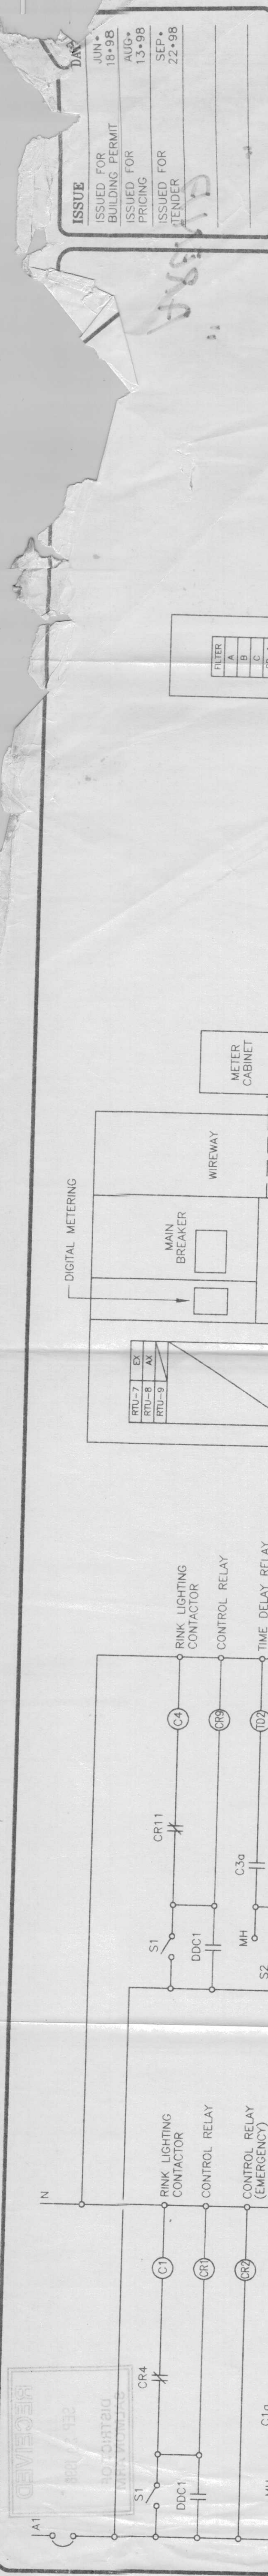 ISSUE
ISSUED FOR
BUILDING PERMIT
JUN•
18•98
ISSUED FOR
PRICING
AUG•
13•98
ISSUED FOR
TENDER
SEP•
22•98
FILTER
A
B
C
METER
CABINET
WIREWAY
DIGITAL METERING
MAIN
BREAKER
RTU-7 EX
RTU-8 AX
RTU-9
RINK LIGHTING
CONTACTOR
C4
CR11
S1
CONTROL RELAY
CR9
DDC1
TIME DELAY RELAY
TD2
C3a
MH
S2
N
RINK LIGHTING
CONTACTOR
C1
CR4
S1
CONTROL RELAY
CR1
DDC1
CONTROL RELAY
(EMERGENCY)
CR2
C1a
A1
RECEIVED
DISTRICT OF